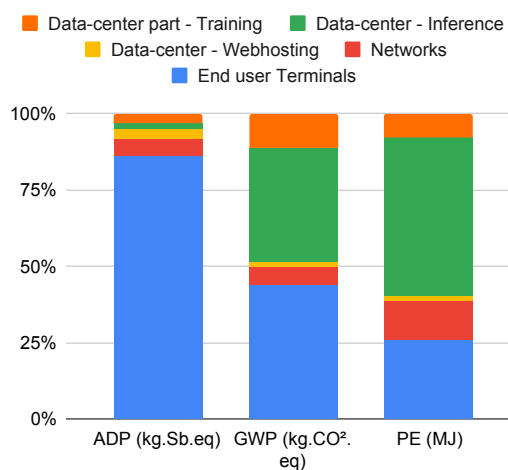 Data-center part - Training Data-center - Inference
Data-center - Webhosting Networks
End user Terminals
100%
75%
50%
25%
0%
ADP (kg.Sb.eq) GWP (kg.CO². PE (MJ)
eq)